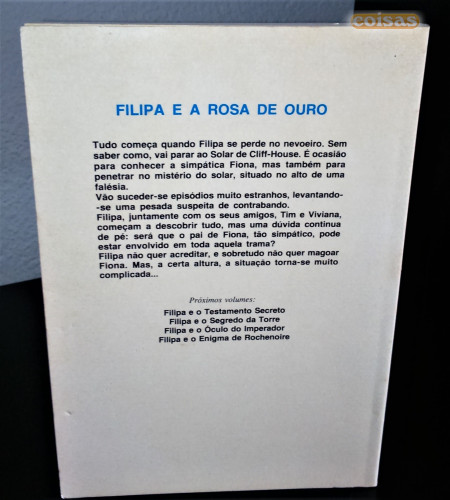 coisas
FILIPA E A ROSA DE OURO
Tudo começa quando Filipa se perde no nevoeiro. Sem
saber como, vai parar ao Solar de Cliff-House. É ocasião
para conhecer a simpática Fiona, mas também para
penetrar no mistério do solar, situado no alto de uma
falésia.
Vão suceder-se episódios muito estranhos, levantando-
-se uma pesada suspeita de contrabando.
Filipa, juntamente com os seus amigos, Tim e Viviana,
começam a descobrir tudo, mas uma dúvida continua
de pé: será que o pai de Fiona, tão simpático, pode
estar envolvido em toda aquela trama?
Filipa não quer acreditar, e sobretudo não quer magoar
Fiona. Mas, a certa altura, a situação torna-se muito
complicada...
Próximos volumes:
Filipa e o Testamento Secreto
Filipa e o Segredo da Torre
Filipa e o Óculo do Imperador
Filipa e o Enigma de Rochenoire